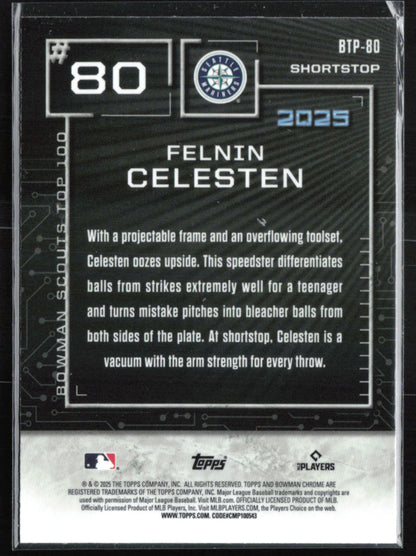 #80
BTP-80
SHORTSTOP
SEATTLE MARINERS
2025
FELNIN
CELESTEN
BOWMAN SCOUTS TOP 100
With a projectable frame and an overflowing toolset,
Celesten oozes upside. This speedster differentiates
balls from strikes extremely well for a teenager
and turns mistake pitches into bleacher balls from
both sides of the plate. At shortstop, Celesten is a
vacuum with the arm strength for every throw.
Topps
MLB PLAYERS
® & © 2025 THE TOPPS COMPANY, INC. ALL RIGHTS RESERVED. TOPPS AND BOWMAN CHROME ARE
REGISTERED TRADEMARKS OF THE TOPPS COMPANY, INC. Major League Baseball trademarks and copyrights are
used with permission of Major League Baseball. Visit MLB.com. OFFICIALLY LICENSED PRODUCT OF MLB.
Officially Licensed Product of MLB Players, Inc. Visit MLBPLAYERS.com, the Players Choice on the web.
WWW.TOPPS.COM. CODE#CMP100543